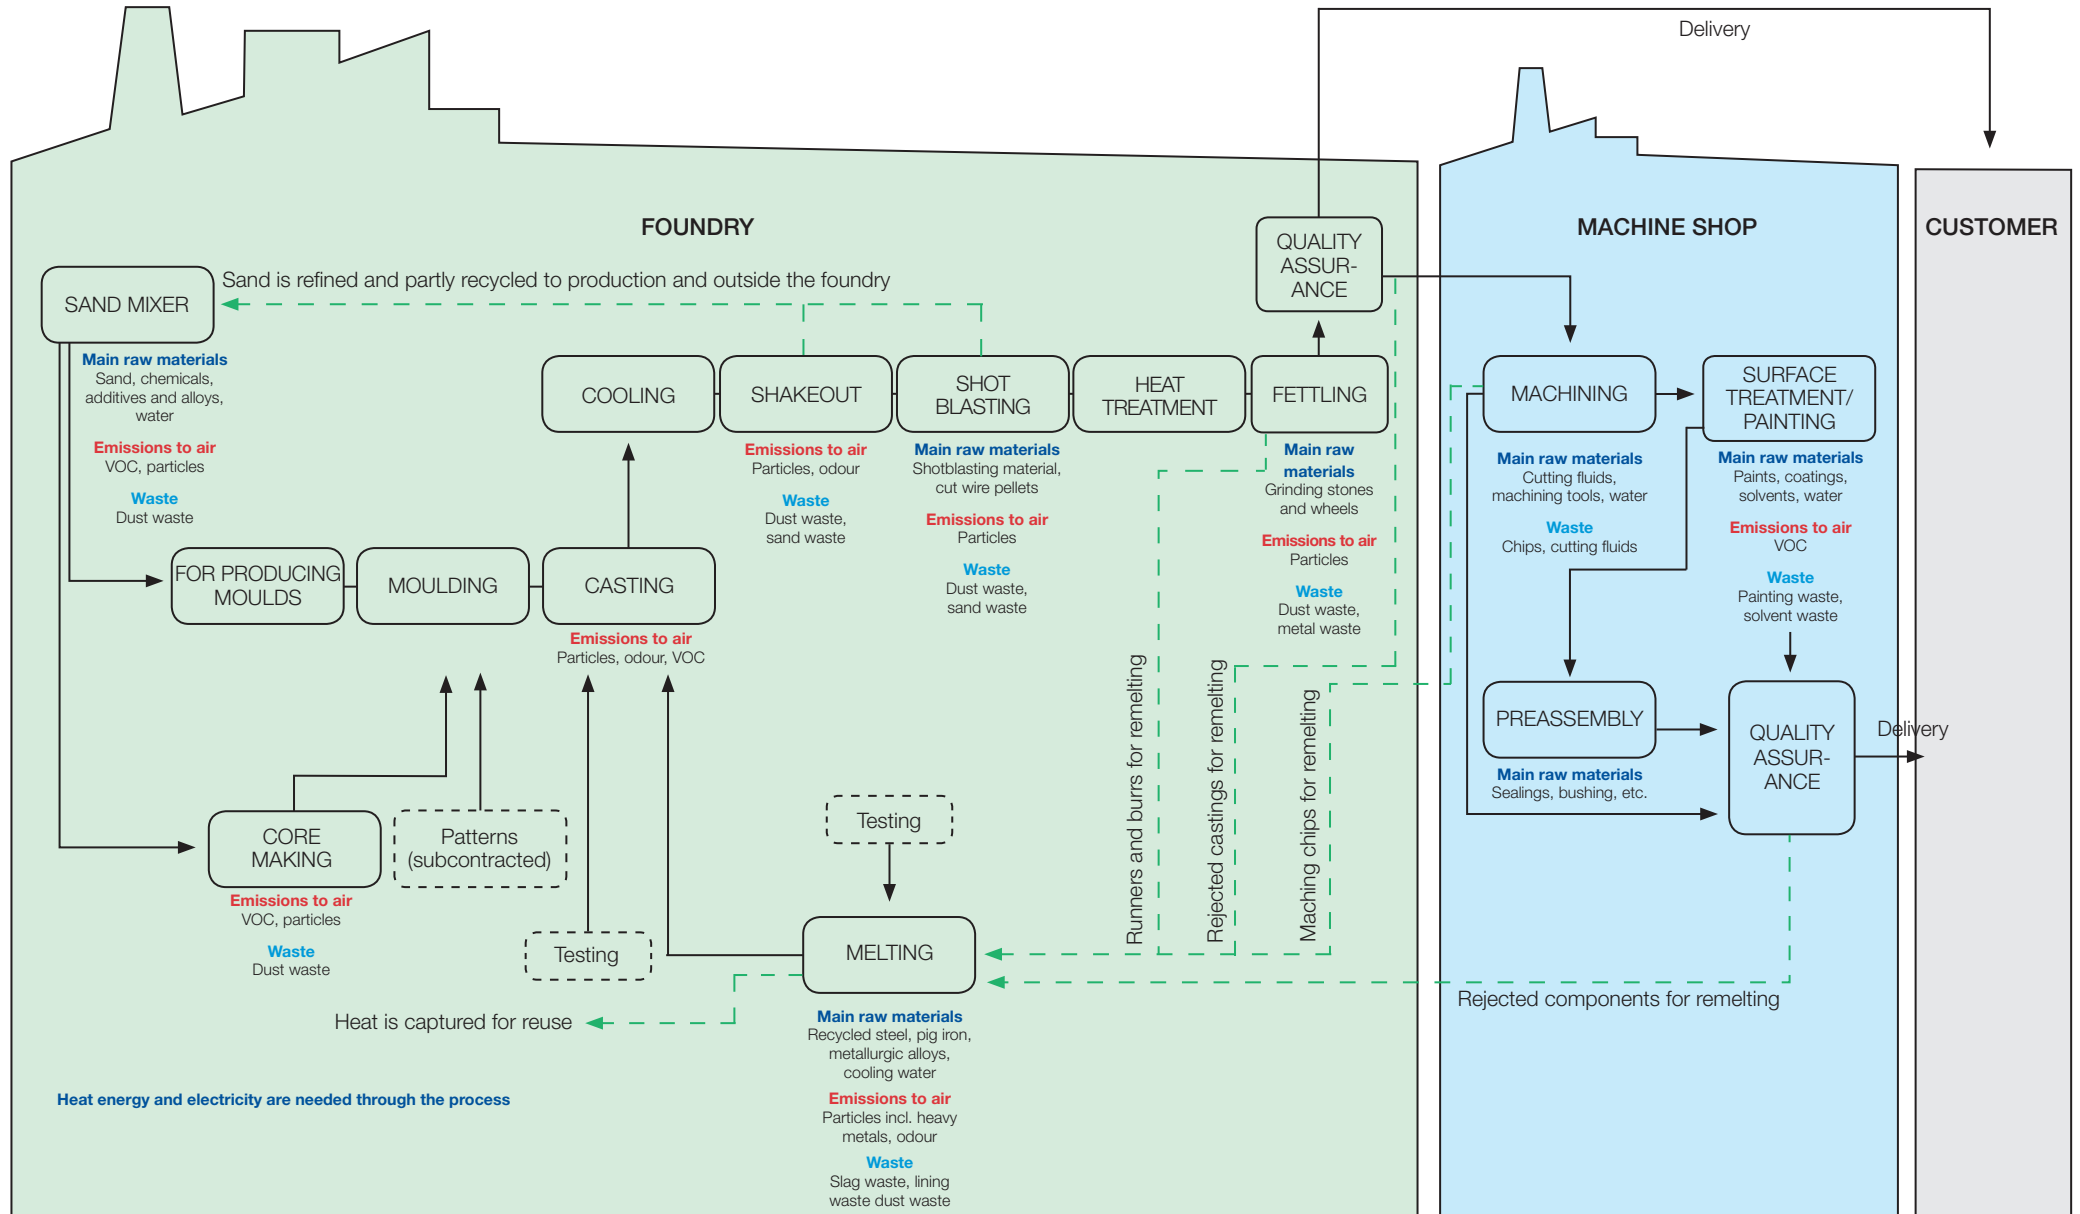 Delivery
FOUNDRY
MACHINE SHOP
CUSTOMER
QUALITY
ASSUR-
ANCE
Sand is refined and partly recycled to production and outside the foundry
SAND MIXER
Main raw materials
Sand, chemicals,
additives and alloys,
water
Emissions to air
VOC, particles
Waste
Dust waste
COOLING
SHAKEOUT
Emissions to air
Particles, odour
Waste
Dust waste,
sand waste
SHOT
BLASTING
Main raw materials
Shotblasting material,
cut wire pellets
Emissions to air
Particles
Waste
Dust waste,
sand waste
HEAT
TREATMENT
FETTLING
Main raw
materials
Grinding stones
and wheels
Emissions to air
Particles
Waste
Dust waste,
metal waste
MACHINING
Main raw materials
Cutting fluids,
machining tools, water
Waste
Chips, cutting fluids
SURFACE
TREATMENT/
PAINTING
Main raw materials
Paints, coatings,
solvents, water
Emissions to air
VOC
Waste
Painting waste,
solvent waste
FOR PRODUCING
MOULDS
MOULDING
CASTING
Emissions to air
Particles, odour, VOC
Runners and burrs for remelting
Rejected castings for remelting
Maching chips for remelting
PREASSEMBLY
Main raw materials
Sealings, bushing, etc.
QUALITY
ASSUR-
ANCE
Delivery
CORE
MAKING
Emissions to air
VOC, particles
Waste
Dust waste
Patterns
(subcontracted)
Testing
Testing
MELTING
Main raw materials
Recycled steel, pig iron,
metallurgic alloys,
cooling water
Emissions to air
Particles incl. heavy
metals, odour
Waste
Slag waste, lining
waste dust waste
Rejected components for remelting
Heat is captured for reuse
Heat energy and electricity are needed through the process